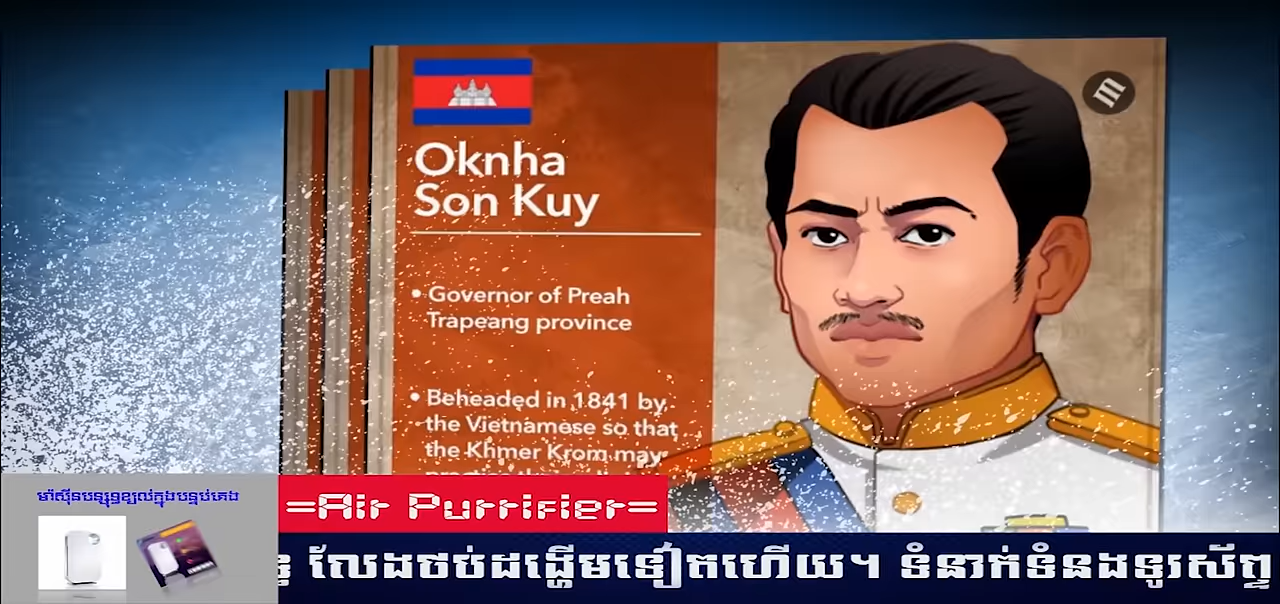 Oknha
Son Kuy
• Governor of Preah
Trapeang province
• Beheaded in 1841 by
the Vietnamese so that
the Khmer Krom may
m
ម៉ាស៊ីនបន្សុទ្ធខ្យល់ក្នុងបន្ទប់គេង
=Air Purrifier=
លែងថប់ដង្ហើមទៀតហើយ។ ទំនាក់ទំនងទូរស័ព្ទ